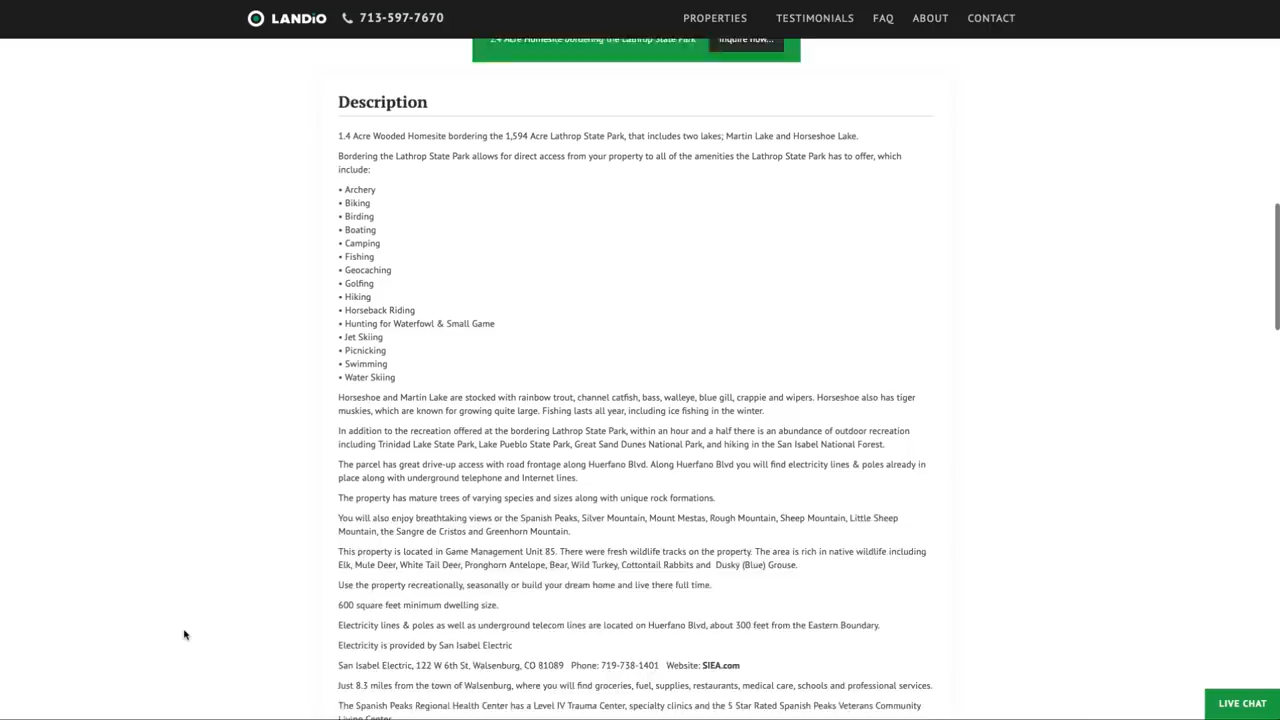 LANDiO 713-597-7670 PROPERTIES TESTIMONIALS FAQ ABOUT CONTACT
Acre Homesite bordering the Lathrop State Park Inquire now...
Description
1.4 Acre Wooded Homesite bordering the 1,594 Acre Lathrop State Park, that includes two lakes; Martin Lake and Horseshoe Lake.
Bordering the Lathrop State Park allows for direct access from your property to all of the amenities the Lathrop State Park has to offer, which
include:
• Archery
• Biking
• Birding
• Boating
• Camping
• Fishing
• Geocaching
• Golfing
• Hiking
• Horseback Riding
• Hunting for Waterfowl & Small Game
• Jet Skiing
• Picnicking
• Swimming
• Water Skiing
Horseshoe and Martin Lake are stocked with rainbow trout, channel catfish, bass, walleye, blue gill, crappie and wipers. Horseshoe also has tiger
muskies, which are known for growing quite large. Fishing lasts all year, including ice fishing in the winter.
In addition to the recreation offered at the bordering Lathrop State Park, within an hour and a half there is an abundance of outdoor recreation
including Trinidad Lake State Park, Lake Pueblo State Park, Great Sand Dunes National Park, and hiking in the San Isabel National Forest.
The parcel has great drive-up access with road frontage along Huerfano Blvd. Along Huerfano Blvd you will find electricity lines & poles already in
place along with underground telephone and Internet lines.
The property has mature trees of varying species and sizes along with unique rock formations.
You will also enjoy breathtaking views or the Spanish Peaks, Silver Mountain, Mount Mestas, Rough Mountain, Sheep Mountain, Little Sheep
Mountain, the Sangre de Cristos and Greenhorn Mountain.
This property is located in Game Management Unit 85. There were fresh wildlife tracks on the property. The area is rich in native wildlife including
Elk, Mule Deer, White Tail Deer, Pronghorn Antelope, Bear, Wild Turkey, Cottontail Rabbits and Dusky (Blue) Grouse.
Use the property recreationally, seasonally or build your dream home and live there full time.
600 square feet minimum dwelling size.
Electricity lines & poles as well as underground telecom lines are located on Huerfano Blvd, about 300 feet from the Eastern Boundary.
Electricity is provided by San Isabel Electric
San Isabel Electric, 122 W 6th St, Walsenburg, CO 81089 Phone: 719-738-1401 Website: SIEA.com
Just 8.3 miles from the town of Walsenburg, where you will find groceries, fuel, supplies, restaurants, medical care, schools and professional services.
The Spanish Peaks Regional Health Center has a Level IV Trauma Center, specialty clinics and the 5 Star Rated Spanish Peaks Veterans Community
Living Center
LIVE CHAT